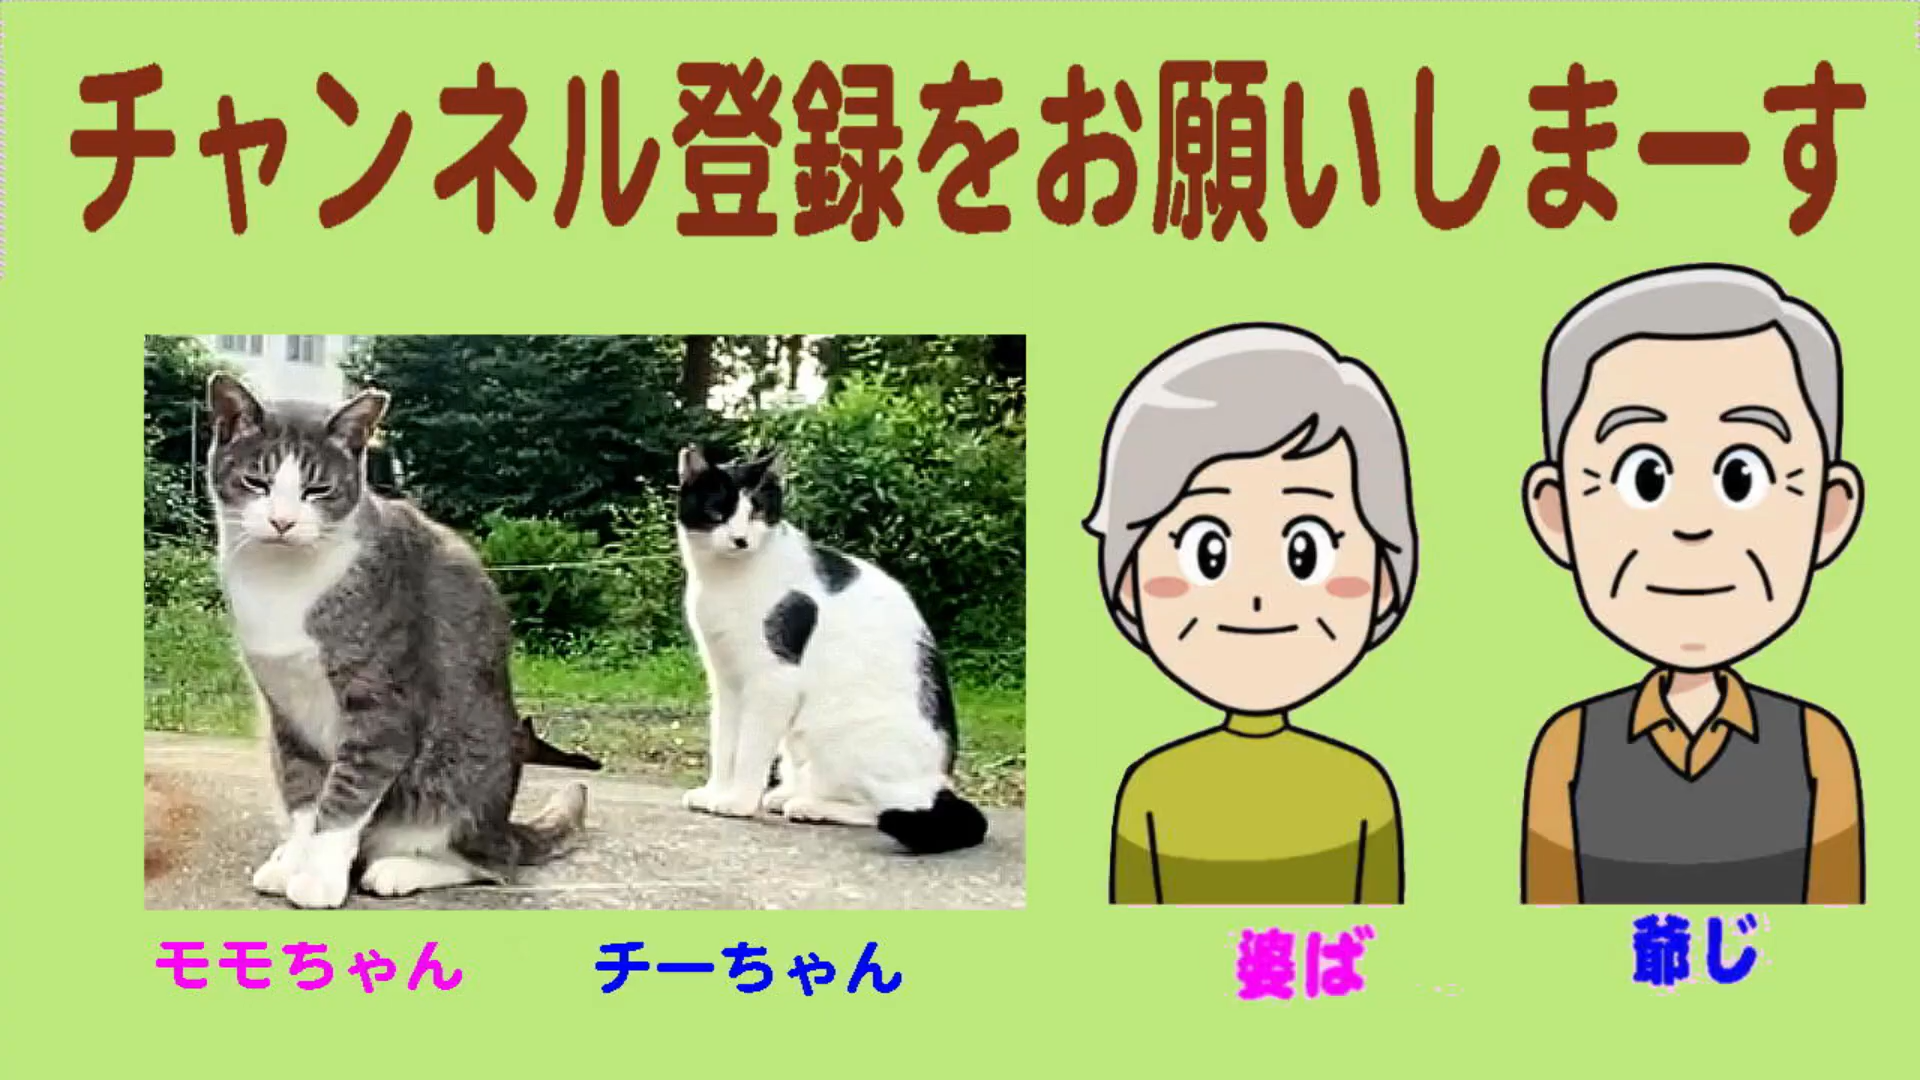 チャンネル登録をお願いしまーす
モモちゃん
チーちゃん
婆ば
爺じ